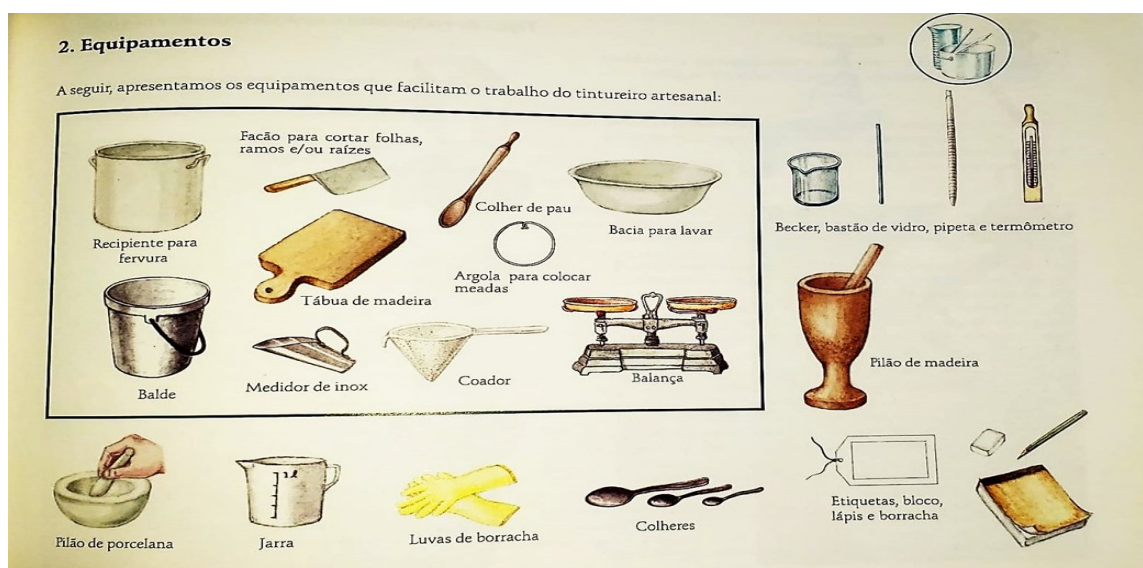 2. Equipamentos
A seguir, apresentamos os equipamentos que facilitam o trabalho do tintureiro artesanal:
Facão para cortar folhas,
ramos e/ou raízes
Recipiente para
fervura
Colher de pau
Bacia para lavar
Tábua de madeira
Argola para colocar
meadas
Balde
Medidor de inox
Coador
Balança
Becker, bastão de vidro, pipeta e termômetro
Pilão de madeira
Pilão de porcelana
1l
Jarra
Luvas de borracha
Colheres
Etiquetas, bloco,
lápis e borracha